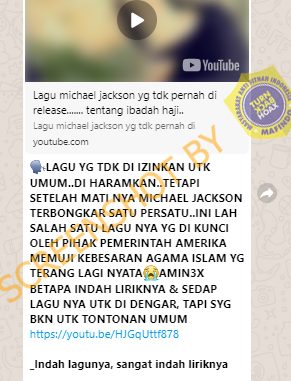 YouTube
Lagu michael jackson yg tdk pernah di
release....... tentang ibadah haji..
Lagu michael jackson yg tdk pernah di
youtube.com
LAGU YG TDK DI IZINKAN UTK
UMUM..DI HARAMKAN..TETAPI
SETELAH MATI NYA MICHAEL JACKSON
TERBONGKAR SATU PERSATU..INI LAH
SALAH SATU LAGU NYA YG DI KUNCI
OLEH PIHAK PEMERINTAH AMERIKA
MEMUJI KEBESARAN AGAMA ISLAM YG
TERANG LAGI NYATA😭AMIN3X
BETAPA INDAH LIRIKNYA & SEDAP
LAGU NYA UTK DI DENGAR, TAPI SYG
BKN UTK TONTONAN UMUM
https://youtu.be/HJGqUttf878
_Indah lagunya, sangat indah liriknya
SCREENSHOT BY
MASYARAKAT ANTI FITNAH INDONESIA
TURN BACK HOAX
MAFINDO